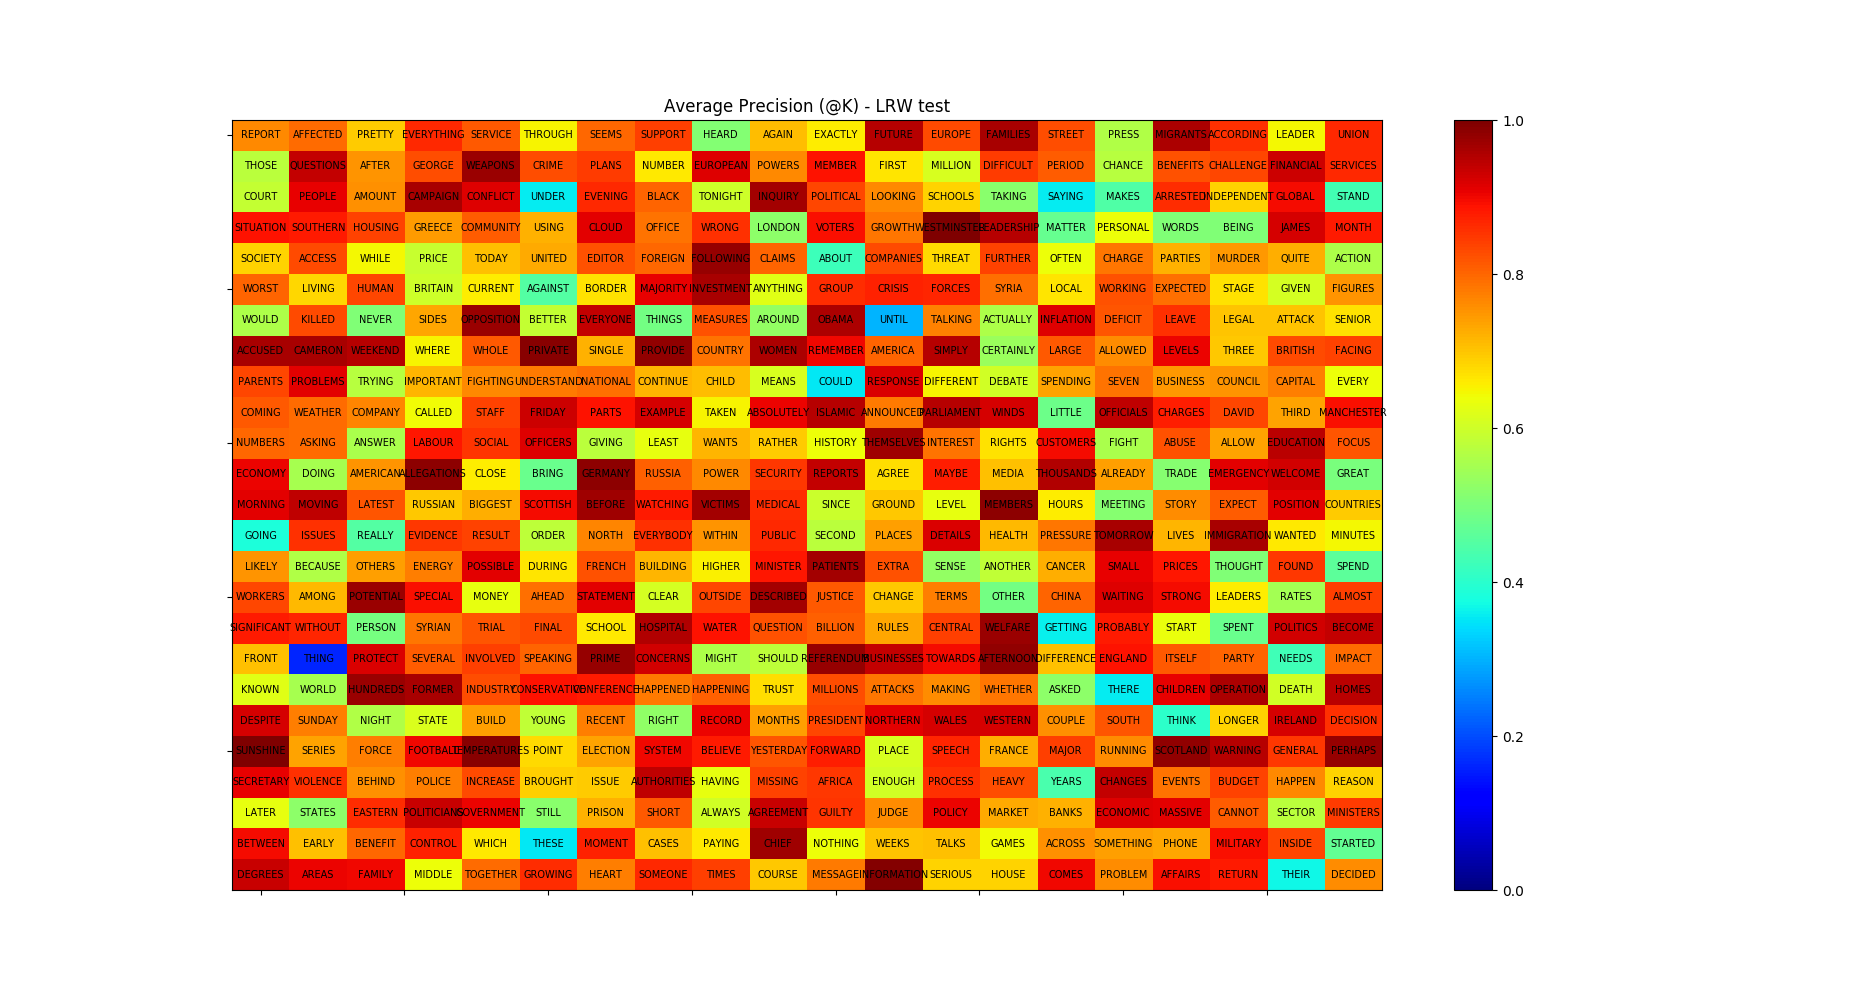 Average Precision (@K) - LRW test
REPORT AFFECTED PRETTY EVERYTHING SERVICE THROUGH SEEMS SUPPORT HEARD AGAIN EXACTLY FUTURE EUROPE FAMILIES STREET PRESS MIGRANTS ACCORDING LEADER UNION
THOSE QUESTIONS AFTER GEORGE WEAPONS CRIME PLANS NUMBER EUROPEAN POWERS MEMBER FIRST MILLION DIFFICULT PERIOD CHANCE BENEFITS CHALLENGE FINANCIAL SERVICES
COURT PEOPLE AMOUNT CAMPAIGN CONFLICT UNDER EVENING BLACK TONIGHT INQUIRY POLITICAL LOOKING SCHOOLS TAKING SAYING MAKES ARRESTED INDEPENDENT GLOBAL STAND
SITUATION SOUTHERN HOUSING GREECE COMMUNITY USING CLOUD OFFICE WRONG LONDON VOTERS GROWTH WESTMINSTER LEADERSHIP MATTER PERSONAL WORDS BEING JAMES MONTH
SOCIETY ACCESS WHILE PRICE TODAY UNITED EDITOR FOREIGN FOLLOWING CLAIMS ABOUT COMPANIES THREAT FURTHER OFTEN CHARGE PARTIES MURDER QUITE ACTION
WORST LIVING HUMAN BRITAIN CURRENT AGAINST BORDER MAJORITY INVESTMENT ANYTHING GROUP CRISIS FORCES SYRIA LOCAL WORKING EXPECTED STAGE GIVEN FIGURES
WOULD KILLED NEVER SIDES OPPOSITION BETTER EVERYONE THINGS MEASURES AROUND OBAMA UNTIL TALKING ACTUALLY INFLATION DEFICIT LEAVE LEGAL ATTACK SENIOR
ACCUSED CAMERON WEEKEND WHERE WHOLE PRIVATE SINGLE PROVIDE COUNTRY WOMEN REMEMBER AMERICA SIMPLY CERTAINLY LARGE ALLOWED LEVELS THREE BRITISH FACING
PARENTS PROBLEMS TRYING IMPORTANT FIGHTING UNDERSTAND NATIONAL CONTINUE CHILD MEANS COULD RESPONSE DIFFERENT DEBATE SPENDING SEVEN BUSINESS COUNCIL CAPITAL EVERY
COMING WEATHER COMPANY CALLED STAFF FRIDAY PARTS EXAMPLE TAKEN ABSOLUTELY ISLAMIC ANNOUNCED PARLIAMENT WINDS LITTLE OFFICIALS CHARGES DAVID THIRD MANCHESTER
NUMBERS ASKING ANSWER LABOUR SOCIAL OFFICERS GIVING LEAST WANTS RATHER HISTORY THEMSELVES INTEREST RIGHTS CUSTOMERS FIGHT ABUSE ALLOW EDUCATION FOCUS
ECONOMY DOING AMERICAN ALLEGATIONS CLOSE BRING GERMANY RUSSIA POWER SECURITY REPORTS AGREE MAYBE MEDIA THOUSANDS ALREADY TRADE EMERGENCY WELCOME GREAT
MORNING MOVING LATEST RUSSIAN BIGGEST SCOTTISH BEFORE WATCHING VICTIMS MEDICAL SINCE GROUND LEVEL MEMBERS HOURS MEETING STORY EXPECT POSITION COUNTRIES
GOING ISSUES REALLY EVIDENCE RESULT ORDER NORTH EVERYBODY WITHIN PUBLIC SECOND PLACES DETAILS HEALTH PRESSURE TOMORROW LIVES IMMIGRATION WANTED MINUTES
LIKELY BECAUSE OTHERS ENERGY POSSIBLE DURING FRENCH BUILDING HIGHER MINISTER PATIENTS EXTRA SENSE ANOTHER CANCER SMALL PRICES THOUGHT FOUND SPEND
WORKERS AMONG POTENTIAL SPECIAL MONEY AHEAD STATEMENT CLEAR OUTSIDE DESCRIBED JUSTICE CHANGE TERMS OTHER CHINA WAITING STRONG LEADERS RATES ALMOST
SIGNIFICANT WITHOUT PERSON SYRIAN TRIAL FINAL SCHOOL HOSPITAL WATER QUESTION BILLION RULES CENTRAL WELFARE GETTING PROBABLY START SPENT POLITICS BECOME
FRONT THING PROTECT SEVERAL INVOLVED SPEAKING PRIME CONCERNS MIGHT SHOULD REFERENDUM BUSINESSES TOWARDS AFTERNOON DIFFERENCE ENGLAND ITSELF PARTY NEEDS IMPACT
KNOWN WORLD HUNDREDS FORMER INDUSTRY CONSERVATIVE CONFERENCE HAPPENED HAPPENING TRUST MILLIONS ATTACKS MAKING WHETHER ASKED THERE CHILDREN OPERATION DEATH HOMES
DESPITE SUNDAY NIGHT STATE BUILD YOUNG RECENT RIGHT RECORD MONTHS PRESIDENT NORTHERN WALES WESTERN COUPLE SOUTH THINK LONGER IRELAND DECISION
SUNSHINE SERIES FORCE FOOTBALL TEMPERATURES POINT ELECTION SYSTEM BELIEVE YESTERDAY FORWARD PLACE SPEECH FRANCE MAJOR RUNNING SCOTLAND WARNING GENERAL PERHAPS
SECRETARY VIOLENCE BEHIND POLICE INCREASE BROUGHT ISSUE AUTHORITIES HAVING MISSING AFRICA ENOUGH PROCESS HEAVY YEARS CHANGES EVENTS BUDGET HAPPEN REASON
LATER STATES EASTERN POLITICIANS GOVERNMENT STILL PRISON SHORT ALWAYS AGREEMENT GUILTY JUDGE POLICY MARKET BANKS ECONOMIC MASSIVE CANNOT SECTOR MINISTERS
BETWEEN EARLY BENEFIT CONTROL WHICH THESE MOMENT CASES PAYING CHIEF NOTHING WEEKS TALKS GAMES ACROSS SOMETHING PHONE MILITARY INSIDE STARTED
DEGREES AREAS FAMILY MIDDLE TOGETHER GROWING HEART SOMEONE TIMES COURSE MESSAGE INFORMATION SERIOUS HOUSE COMES PROBLEM AFFAIRS RETURN THEIR DECIDED
1.0
0.8
0.6
0.4
0.2
0.0